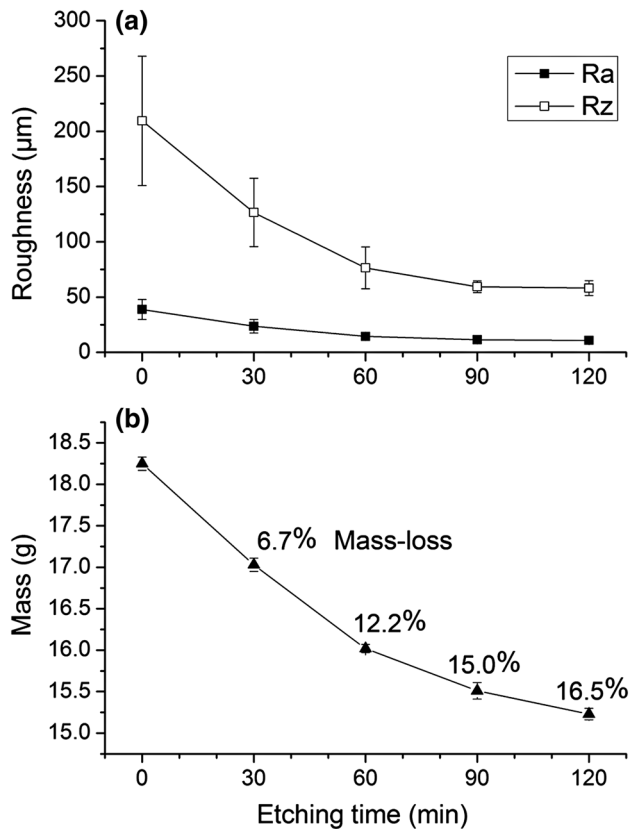 (a)
Ra
Rz
Roughness (µm)
300
250
200
150
100
50
0
0 30 60 90 120
(b)
Mass (g)
18.5
18.0
17.5
17.0
16.5
16.0
15.5
15.0
6.7% Mass-loss
12.2%
15.0%
16.5%
0 30 60 90 120
Etching time (min)